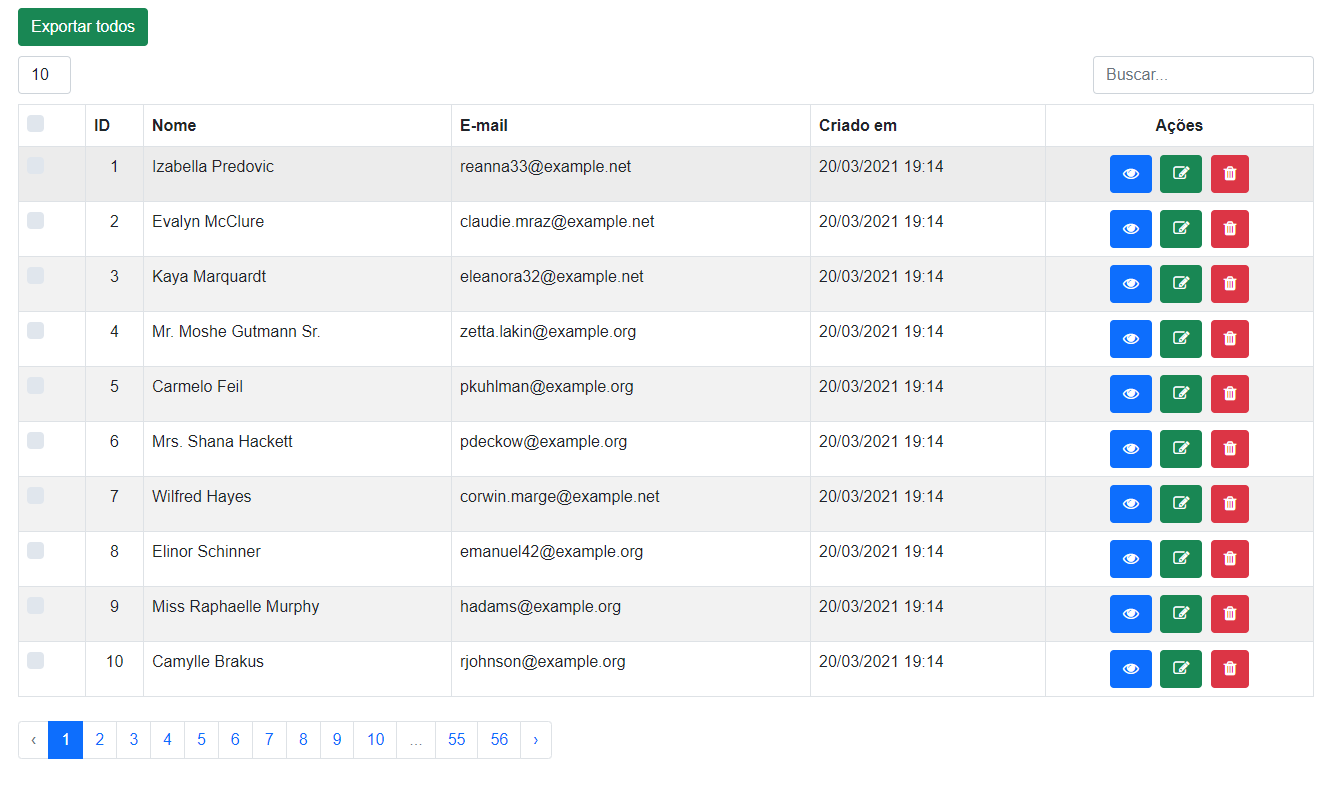 Exportar todos
10
Buscar...
ID Nome E-mail Criado em Ações
1 Izabella Predovic reanna33@example.net 20/03/2021 19:14
2 Evalyn McClure claudie.mraz@example.net 20/03/2021 19:14
3 Kaya Marquardt eleanora32@example.net 20/03/2021 19:14
4 Mr. Moshe Gutmann Sr. zetta.lakin@example.org 20/03/2021 19:14
5 Carmelo Feil pkuhlman@example.org 20/03/2021 19:14
6 Mrs. Shana Hackett pdeckow@example.org 20/03/2021 19:14
7 Wilfred Hayes corwin.marge@example.net 20/03/2021 19:14
8 Elinor Schinner emanuel42@example.org 20/03/2021 19:14
9 Miss Raphaelle Murphy hadams@example.org 20/03/2021 19:14
10 Camylle Brakus rjohnson@example.org 20/03/2021 19:14
‹ 1 2 3 4 5 6 7 8 9 10 ... 55 56 ›